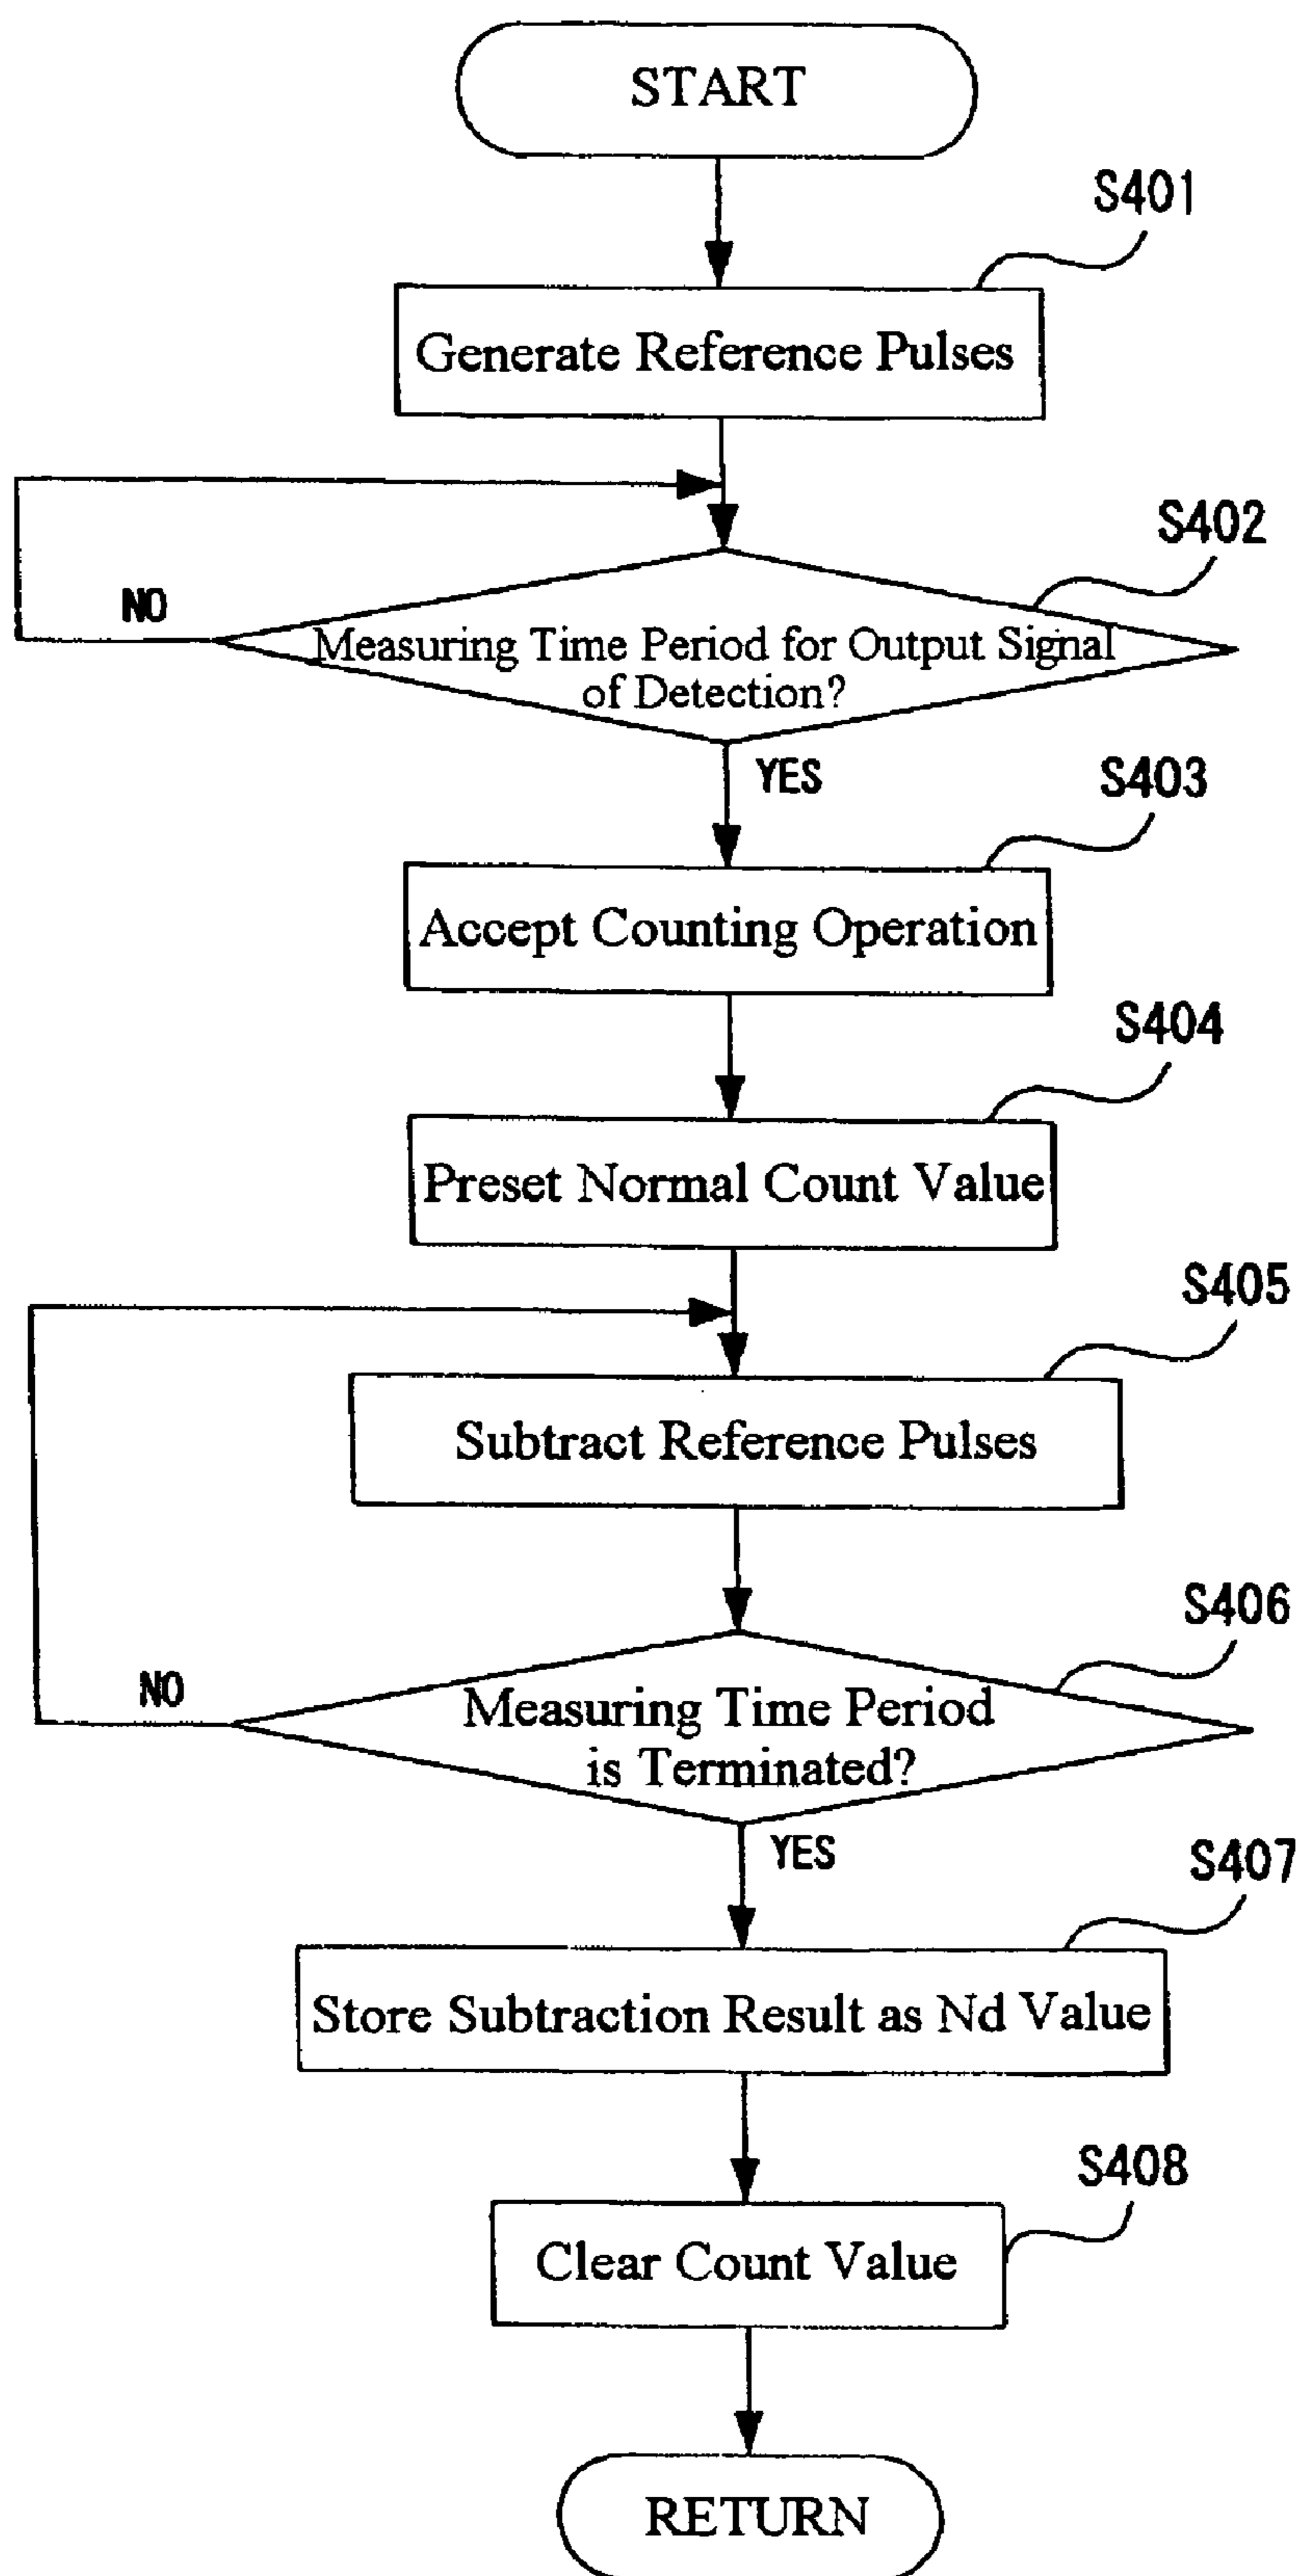 START
S401
Generate Reference Pulses
S402
NO
Measuring Time Period for Output Signal
of Detection?
YES
S403
Accept Counting Operation
S404
Preset Normal Count Value
S405
Subtract Reference Pulses
S406
NO
Measuring Time Period
is Terminated?
YES
S407
Store Subtraction Result as Nd Value
S408
Clear Count Value
RETURN